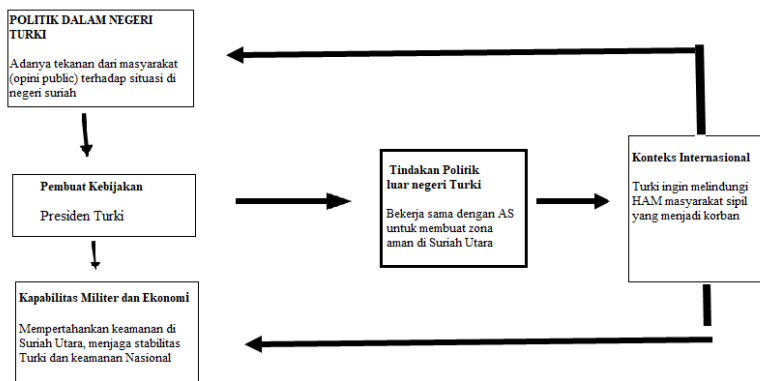 POLITIK DALAM NEGERI
TURKI
Adanya tekanan dari masyarakat
(opini public) terhadap situasi di
negeri suriah
Pembuat Kebijakan
Presiden Turki
Kapabilitas Militer dan Ekonomi
Mempertahankan keamanan di
Suriah Utara, menjaga stabilitas
Turki dan keamanan Nasional
Tindakan Politik
luar negeri Turki
Bekerja sama dengan AS
untuk membuat zona
aman di Suriah Utara
Konteks Internasional
Turki ingin melindungi
HAM masyarakat sipil
yang menjadi korban